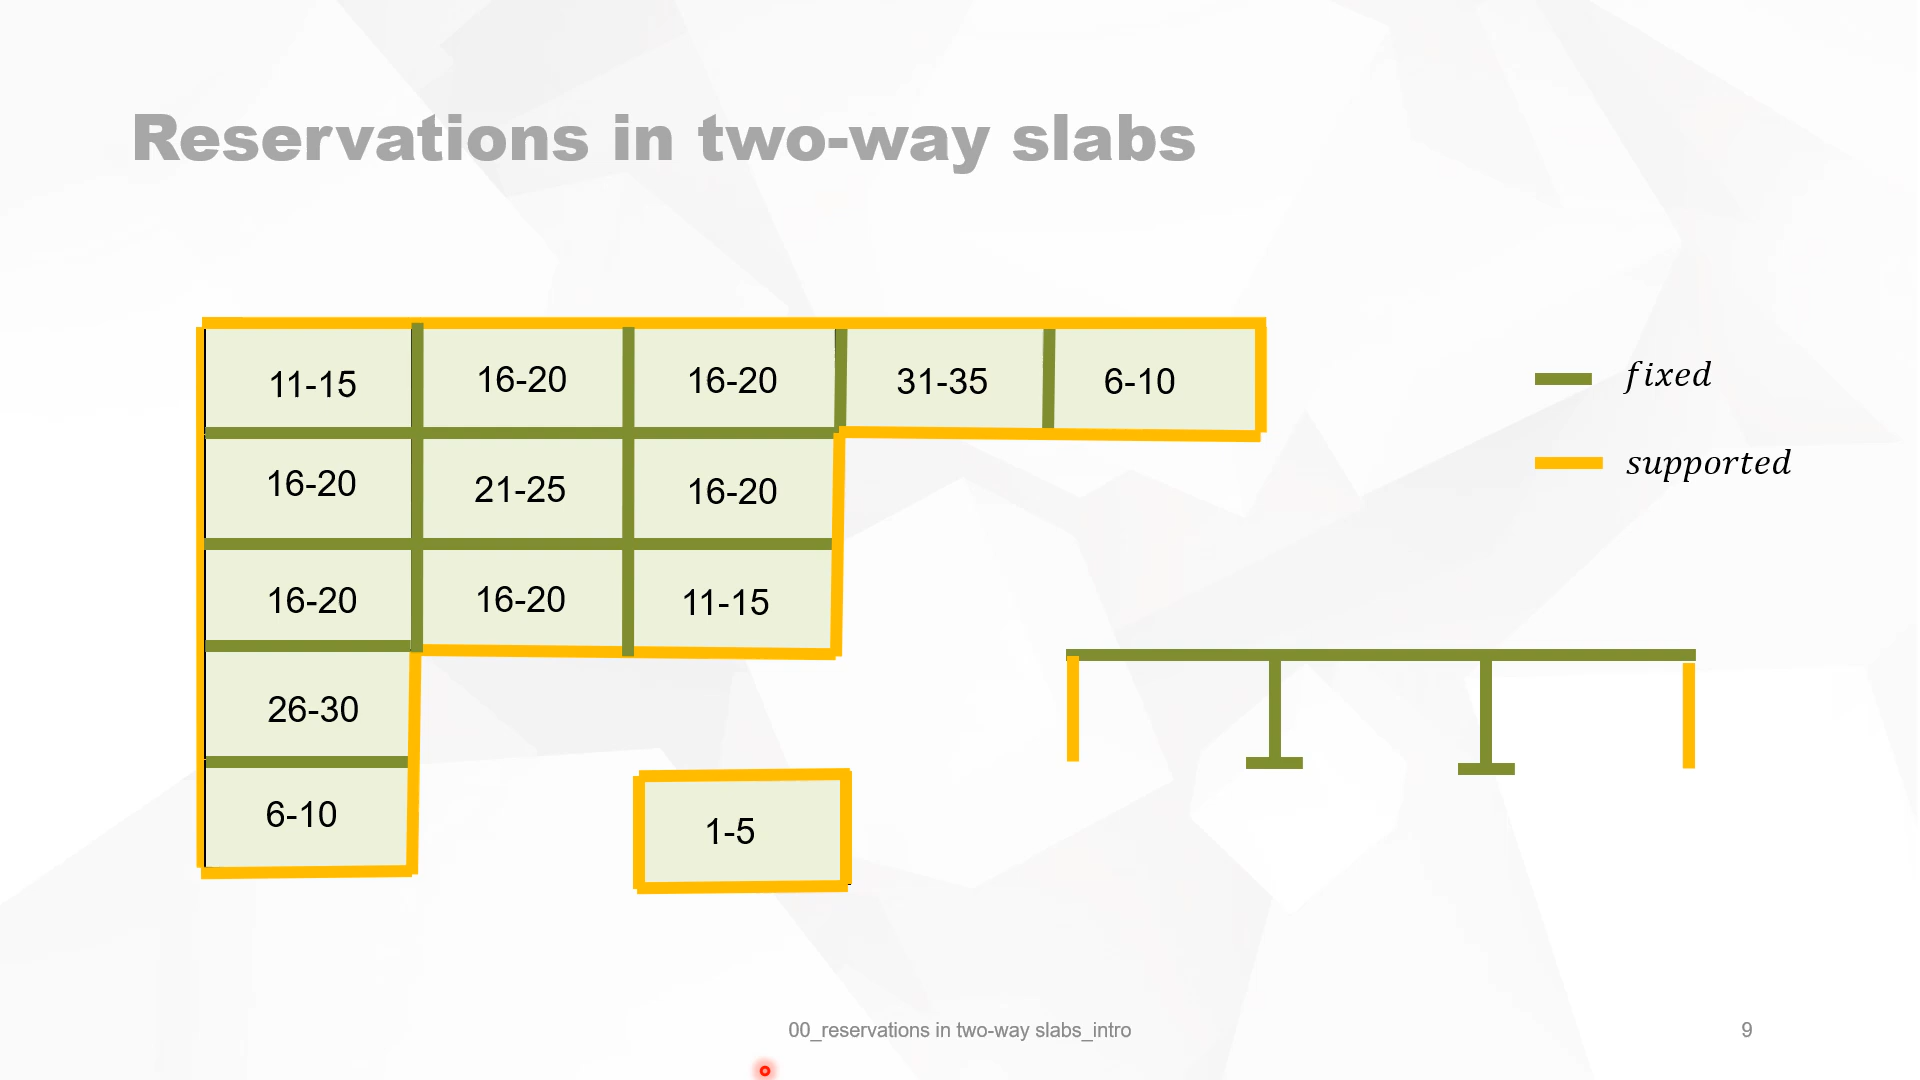 Reservations in two-way slabs
11-15 16-20 16-20 31-35 6-10
fixed
16-20 21-25 16-20
supported
16-20 16-20 11-15
26-30
6-10
1-5
00_reservations in two-way slabs_intro
9